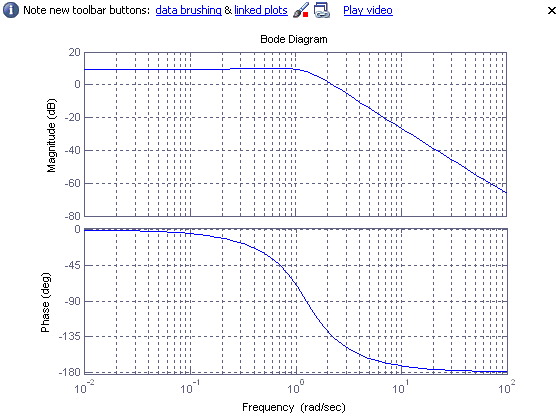 Note new toolbar buttons: data brushing & linked plots Play video
Bode Diagram
Magnitude (dB)
20
0
-20
-40
-60
-80
Phase (deg)
0
-45
-90
-135
-180
10^-2 10^-1 10^0 10^1 10^2
Frequency (rad/sec)